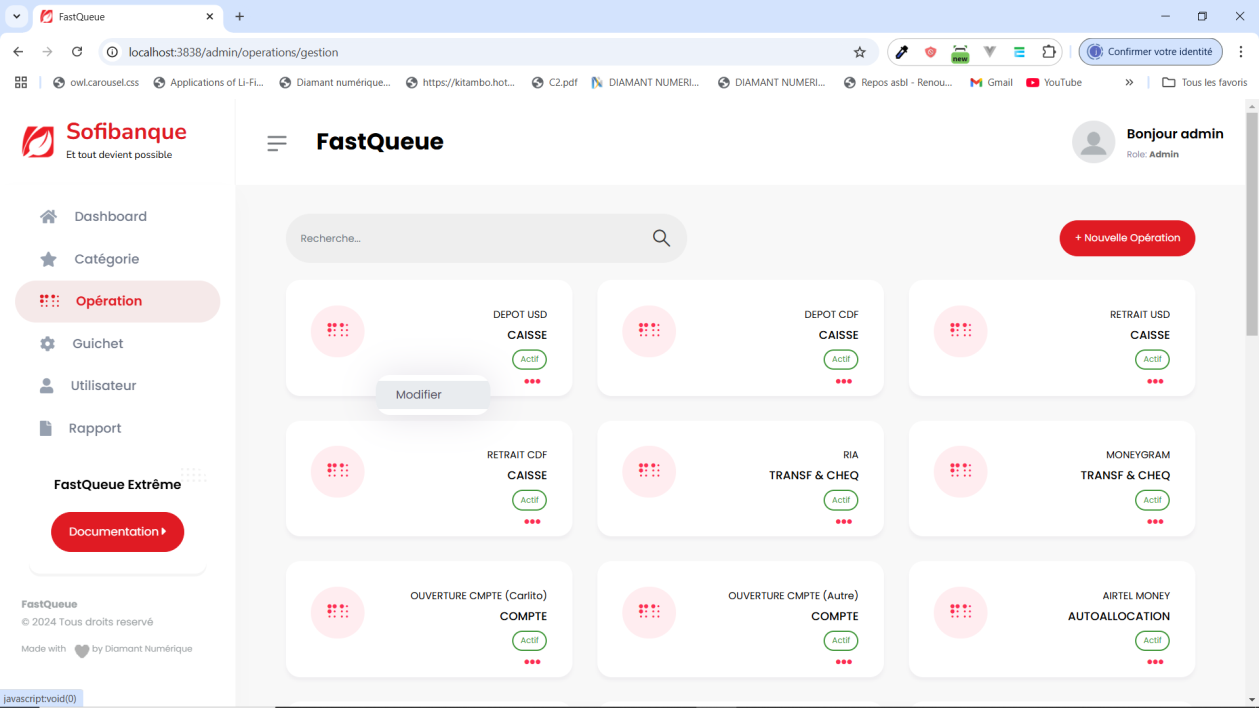 FastQueue
localhost:3838/admin/operations/gestion
new
Confirmer votre identité
owl.carousel.css
Applications of Li-Fi...
Diamant numérique...
https://kitambo.hot...
C2.pdf
DIAMANT NUMERI...
DIAMANT NUMERI...
Repos asbl - Renou...
Gmail
YouTube
»
Tous les favoris
Sofibanque
Et tout devient possible
FastQueue
Bonjour admin
Role: Admin
Dashboard
Catégorie
Opération
Guichet
Utilisateur
Rapport
FastQueue Extrême
Documentation
FastQueue
© 2024 Tous droits reservé
Made with by Diamant Numérique
Recherche...
+ Nouvelle Opération
DEPOT USD
CAISSE
Actif
Modifier
DEPOT CDF
CAISSE
Actif
RETRAIT USD
CAISSE
Actif
RETRAIT CDF
CAISSE
Actif
RIA
TRANSF & CHEQ
Actif
MONEYGRAM
TRANSF & CHEQ
Actif
OUVERTURE CMPTE (Carlito)
COMPTE
Actif
OUVERTURE CMPTE (Autre)
COMPTE
Actif
AIRTEL MONEY
AUTOALLOCATION
Actif
javascript:void(0)